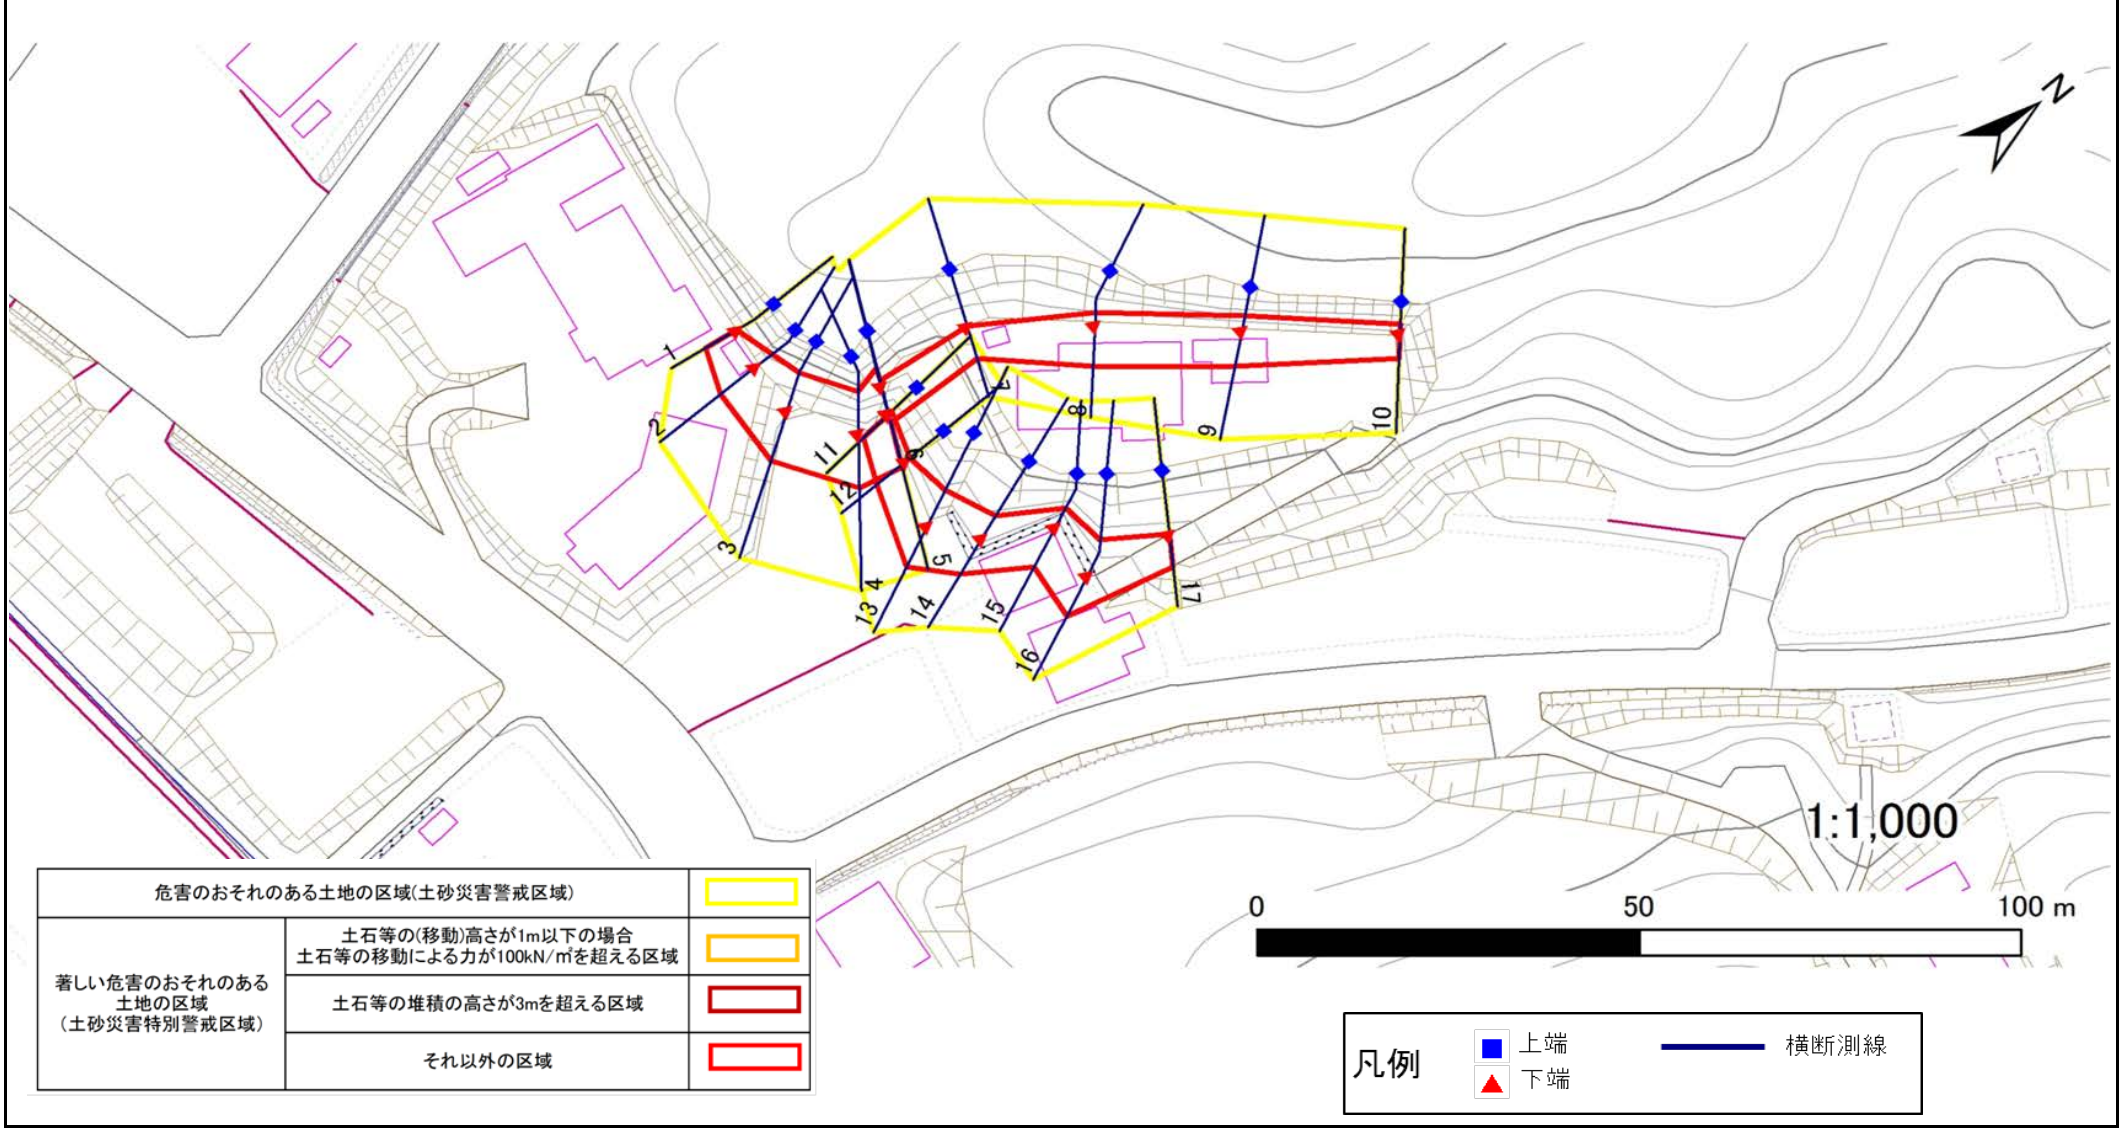 N
1
2
3
4
5
6
7
8
9
10
11
12
13
14
15
16
17
1:1,000
0 50 100 m
危害のおそれのある土地の区域(土砂災害警戒区域)
著しい危害のおそれのある
土地の区域
(土砂災害特別警戒区域)
土石等の(移動)高さが1m以下の場合
土石等の移動による力が100kN/㎡を超える区域
土石等の堆積の高さが3mを超える区域
それ以外の区域
凡例
上端
下端
横断測線